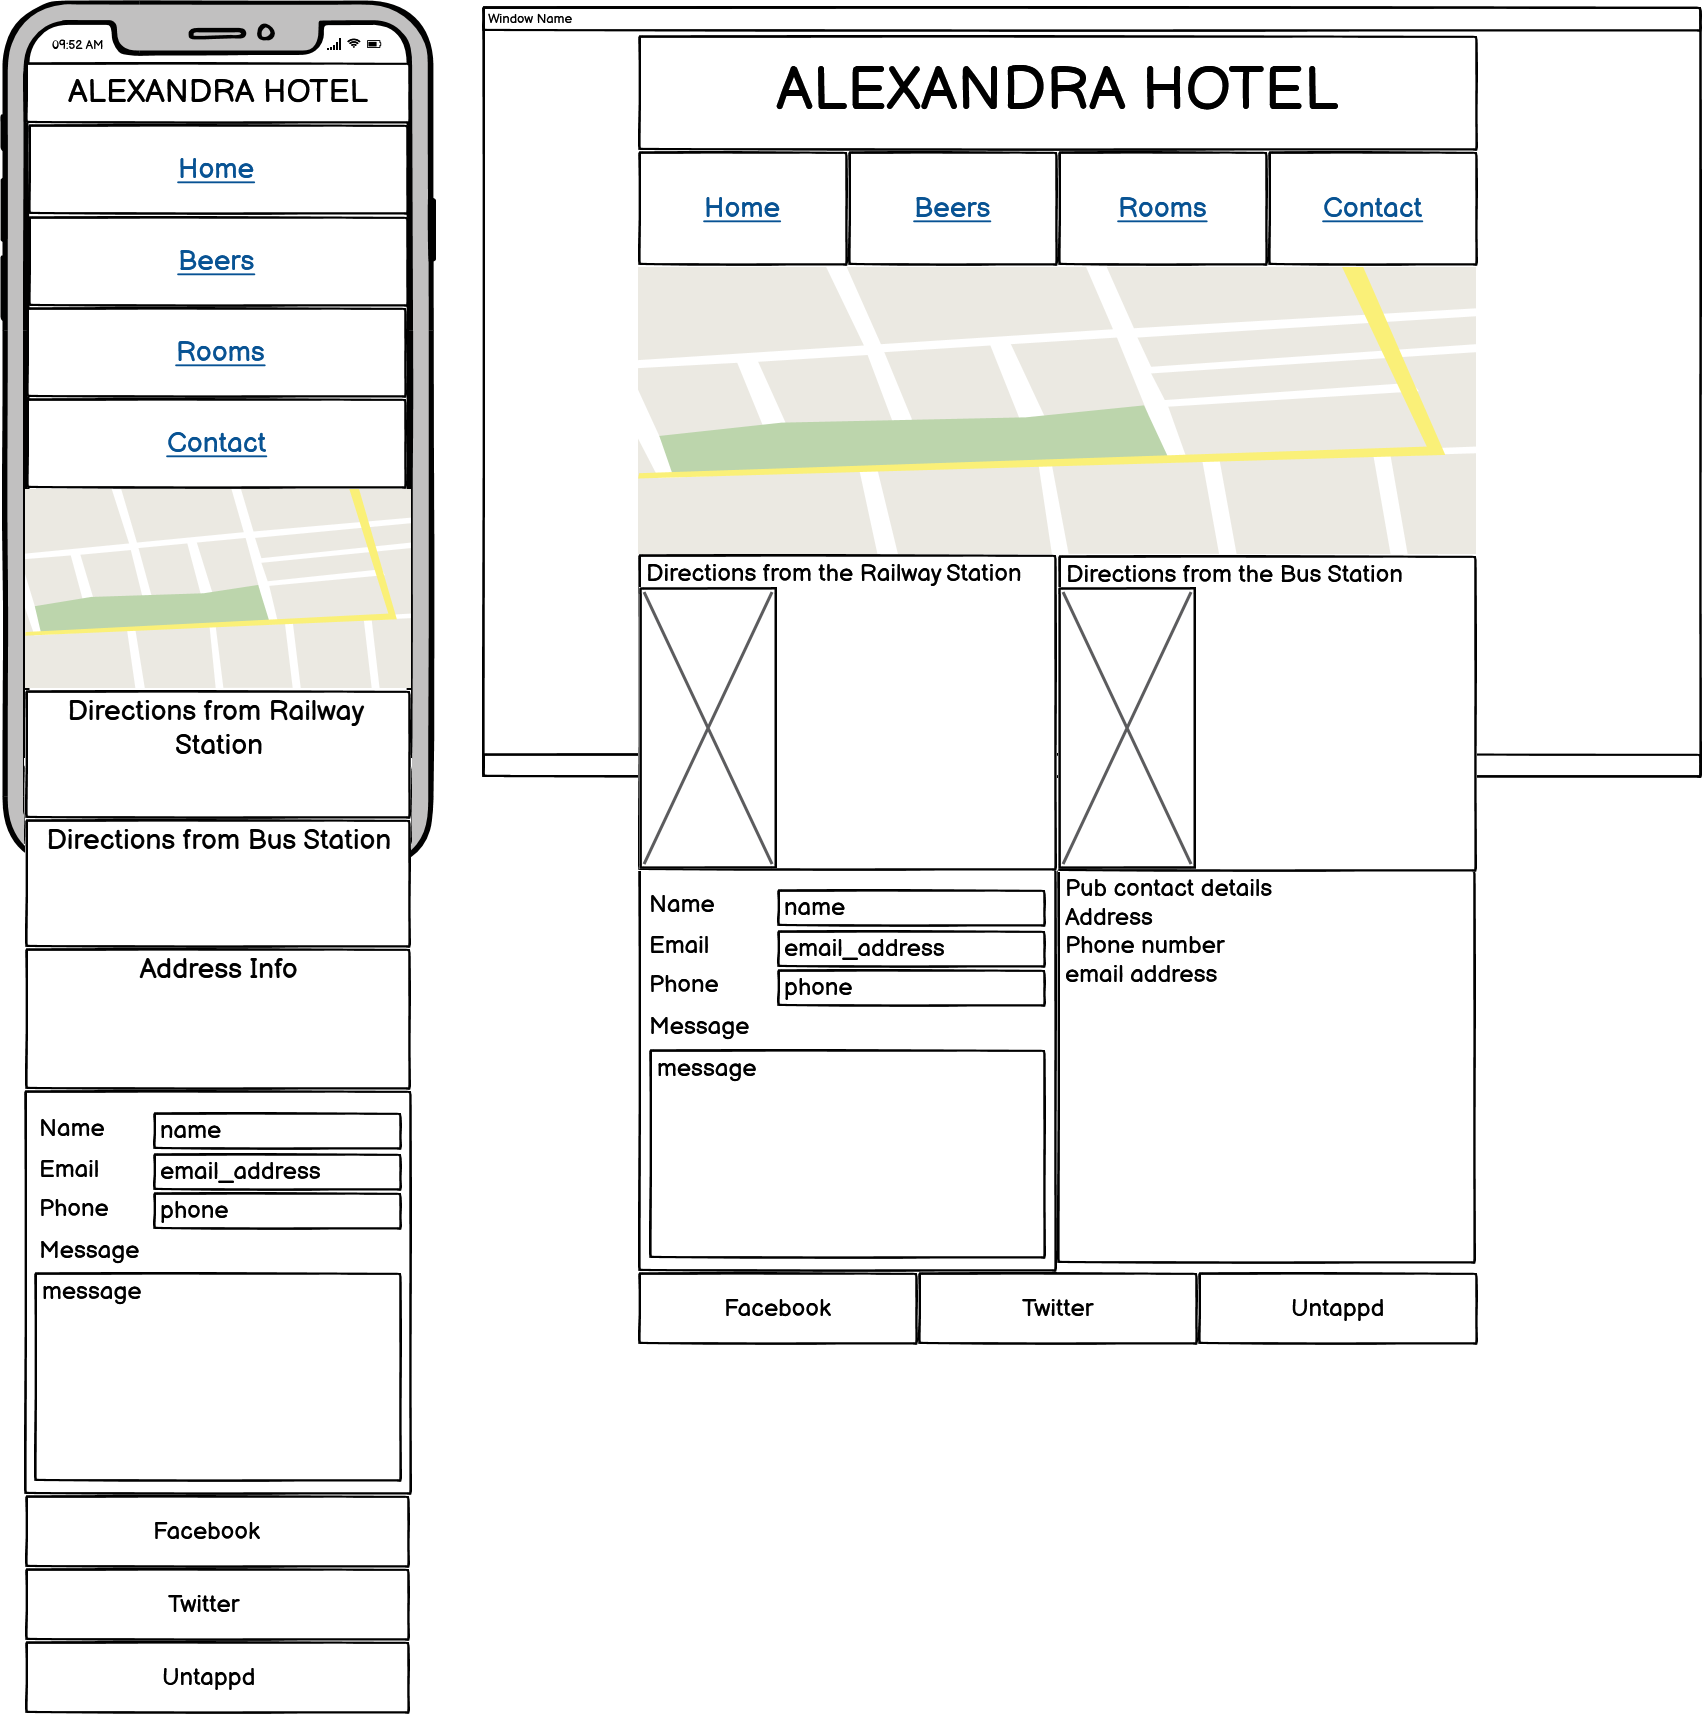 09:52 AM
ALEXANDRA HOTEL
Home
Beers
Rooms
Contact
Directions from Railway
Station
Directions from Bus Station
Address Info
Name
name
Email
email_address
Phone
phone
Message
message
Facebook
Twitter
Untappd
Window Name
ALEXANDRA HOTEL
Home
Beers
Rooms
Contact
Directions from the Railway Station
Directions from the Bus Station
Name
name
Email
email_address
Phone
phone
Message
message
Pub contact details
Address
Phone number
email address
Facebook
Twitter
Untappd